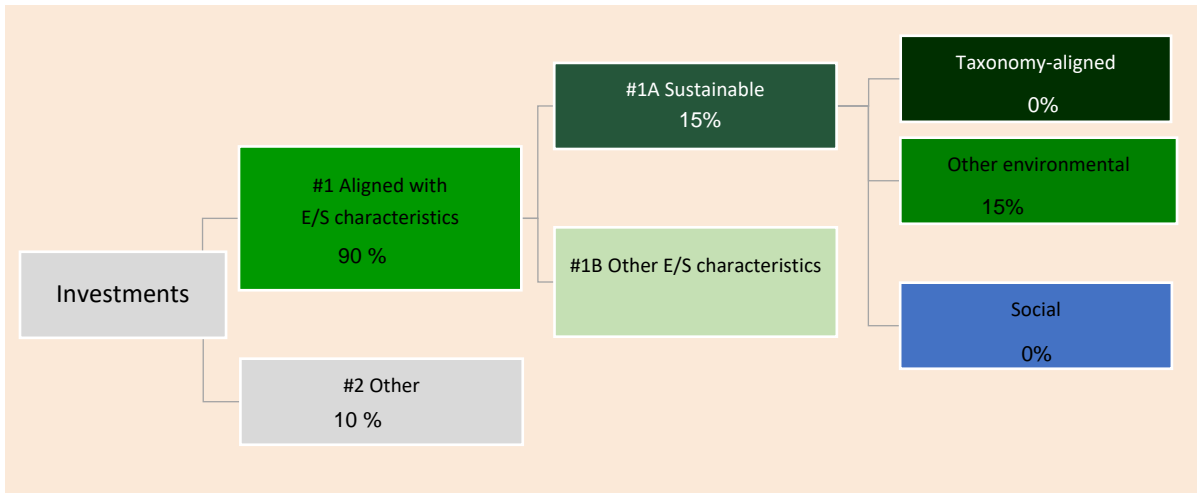 Investments
#1 Aligned with
E/S characteristics
90 %
#2 Other
10 %
#1A Sustainable
15%
#1B Other E/S characteristics
Taxonomy-aligned
0%
Other environmental
15%
Social
0%